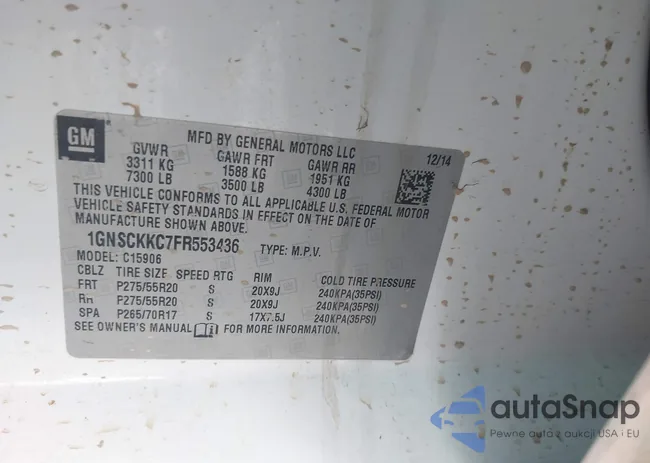 GM
MFD BY GENERAL MOTORS LLC
GVWR GAWR FRT GAWR RR 12/14
3311 KG 1588 KG 1951 KG
7300 LB 3500 LB 4300 LB
THIS VEHICLE CONFORMS TO ALL APPLICABLE U.S. FEDERAL MOTOR
VEHICLE SAFETY STANDARDS IN EFFECT ON THE DATE OF
MANUFACTURE SHOWN ABOVE.
1GNSCKKC7FR553436 TYPE: M.P.V.
MODEL: C15906
CBLZ TIRE SIZE SPEED RTG RIM COLD TIRE PRESSURE
FRT P275/55R20 S 20X9J 240KPA(35PSI)
Rn P275/55R20 S 20X9J 240KPA(35PSI)
SPA P265/70R17 S 17X7.5J 240KPA(35PSI)
SEE OWNER'S MANUAL FOR MORE INFORMATION.
autaSnap
Pewne auta z aukcji USA i EU